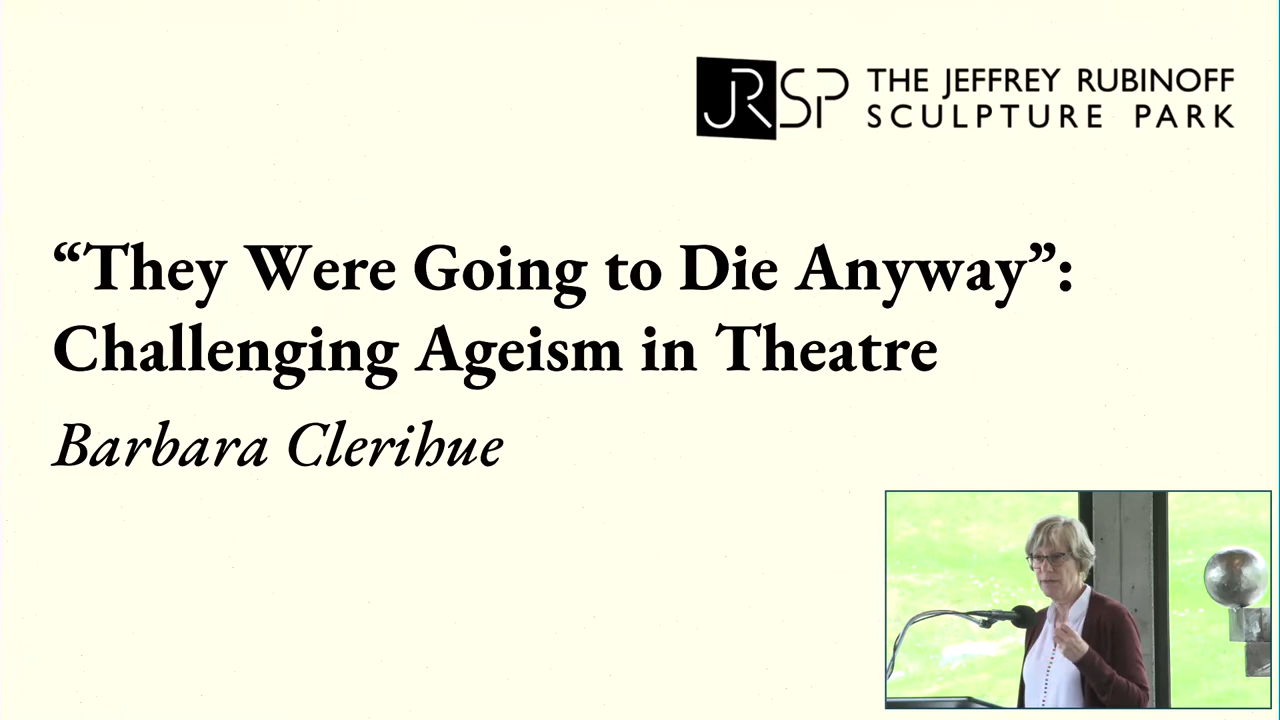 JRSP THE JEFFREY RUBINOFF
SCULPTURE PARK
“They Were Going to Die Anyway”:
Challenging Ageism in Theatre
Barbara Clerihue